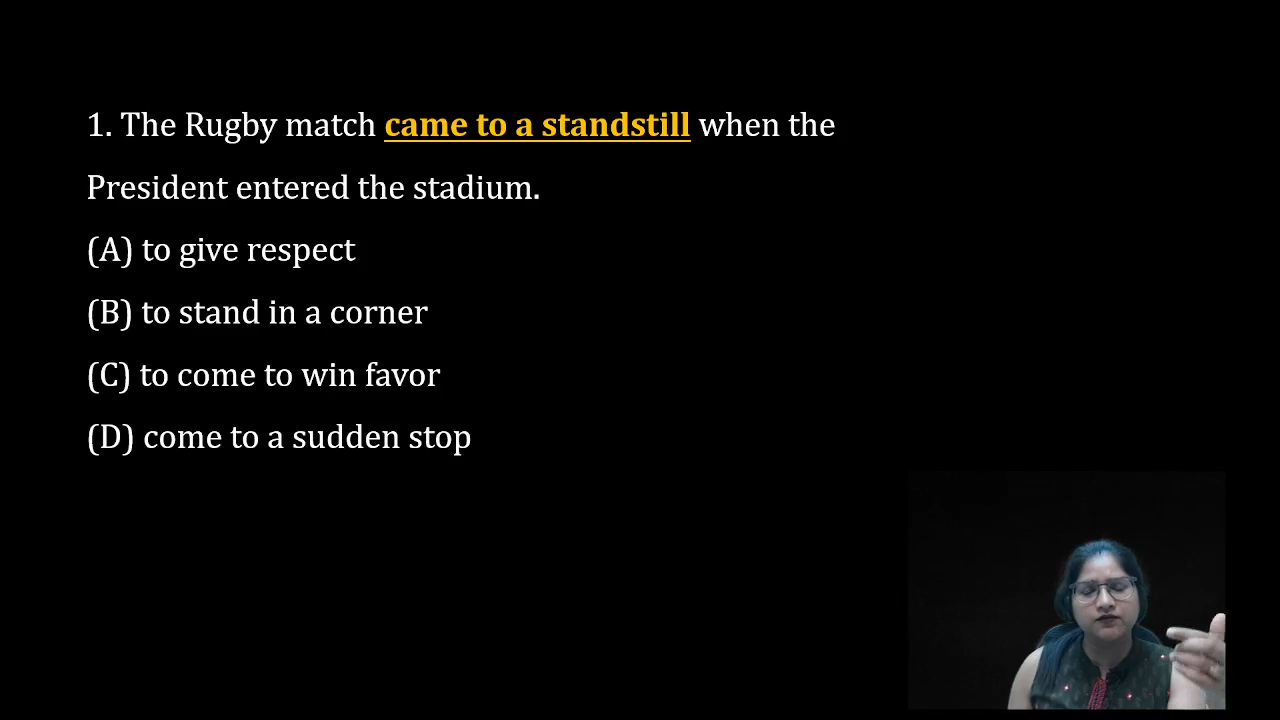 1. The Rugby match came to a standstill when the
President entered the stadium.
(A) to give respect
(B) to stand in a corner
(C) to come to win favor
(D) come to a sudden stop